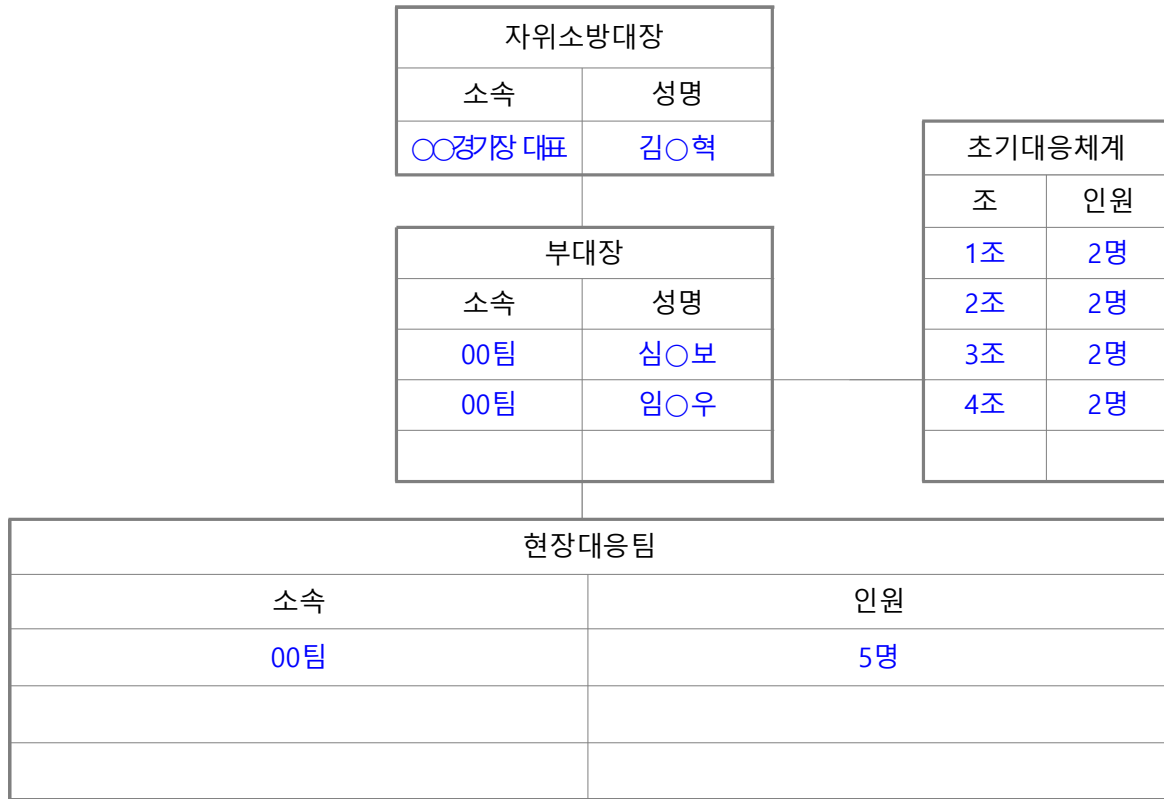 자위소방대장
소속 성명
○○경기장 대표 김○혁
부대장
소속 성명
00팀 심○보
00팀 임○우
초기대응체계
조 인원
1조 2명
2조 2명
3조 2명
4조 2명
현장대응팀
소속 인원
00팀 5명